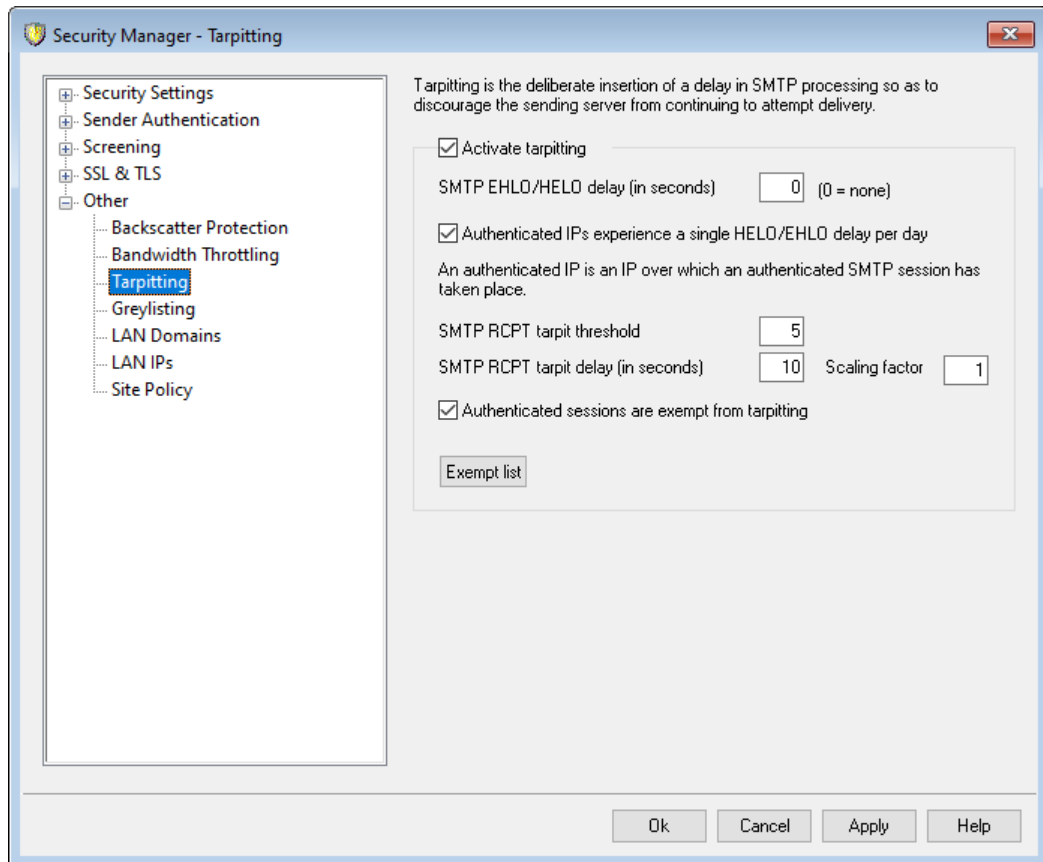 Security Manager - Tarpitting
Security Settings
Sender Authentication
Screening
SSL & TLS
Other
Backscatter Protection
Bandwidth Throttling
Tarpitting
Greylisting
LAN Domains
LAN IPs
Site Policy
Tarpitting is the deliberate insertion of a delay in SMTP processing so as to
discourage the sending server from continuing to attempt delivery.
Activate tarpitting
SMTP EHLO/HELO delay (in seconds) 0 (0 = none)
Authenticated IPs experience a single HELO/EHLO delay per day
An authenticated IP is an IP over which an authenticated SMTP session has
taken place.
SMTP RCPT tarpit threshold 5
SMTP RCPT tarpit delay (in seconds) 10 Scaling factor 1
Authenticated sessions are exempt from tarpitting
Exempt list
Ok Cancel Apply Help